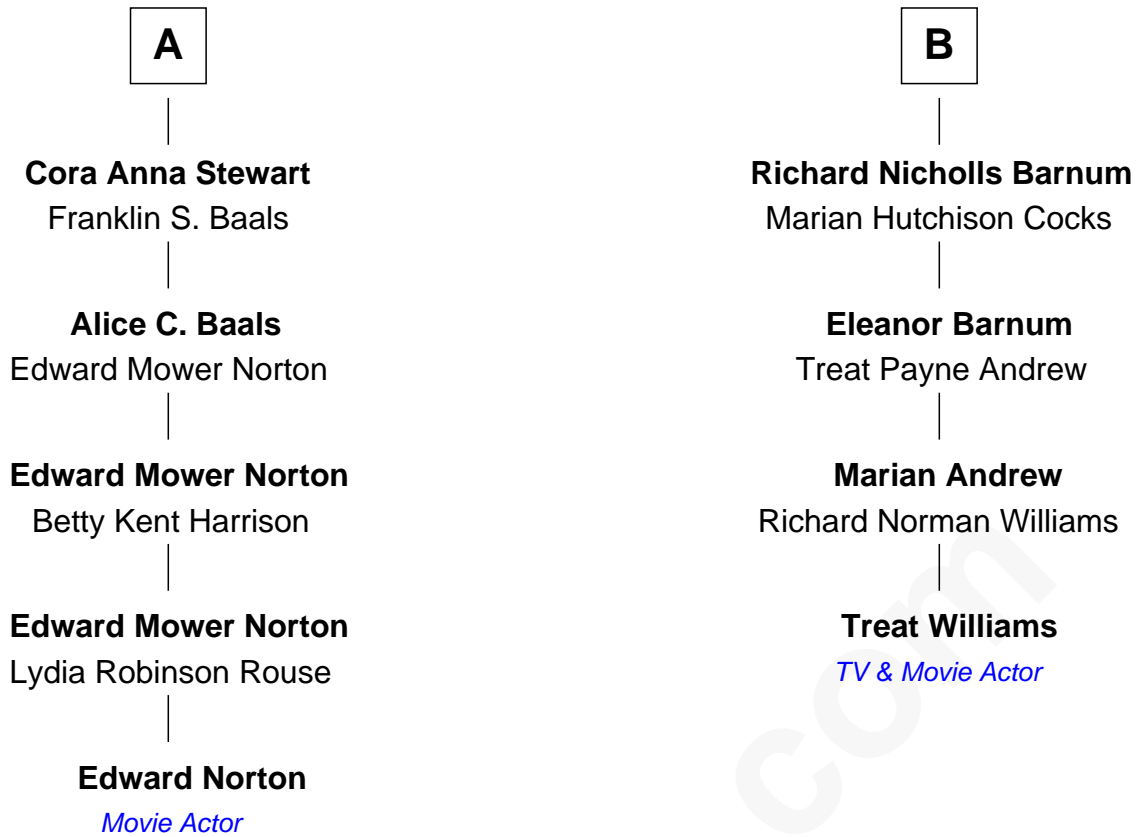 A
Cora Anna Stewart
Franklin S. Baals
Alice C. Baals
Edward Mower Norton
Edward Mower Norton
Betty Kent Harrison
Edward Mower Norton
Lydia Robinson Rouse
Edward Norton
Movie Actor
B
Richard Nicholls Barnum
Marian Hutchison Cocks
Eleanor Barnum
Treat Payne Andrew
Marian Andrew
Richard Norman Williams
Treat Williams
TV & Movie Actor
com